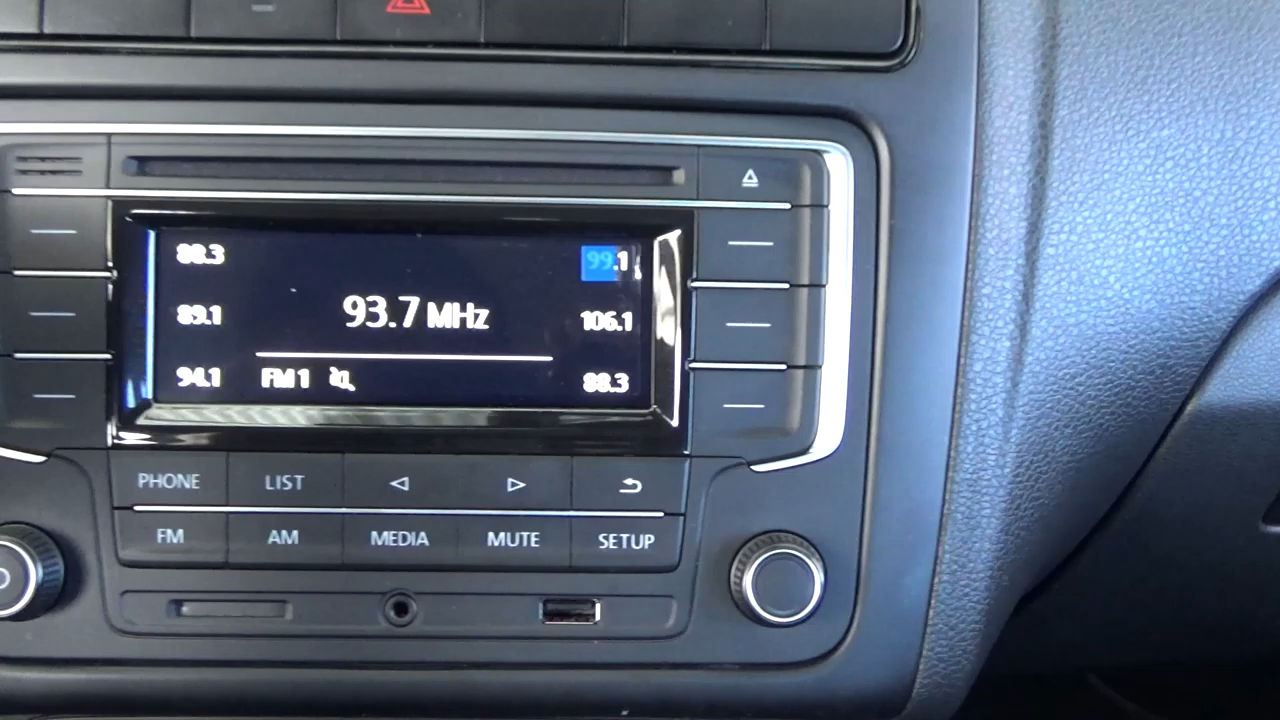 88.3 99.1
93.7 MHz
89.1 106.1
94.1 FM1 88.3
PHONE LIST
FM AM MEDIA MUTE SETUP